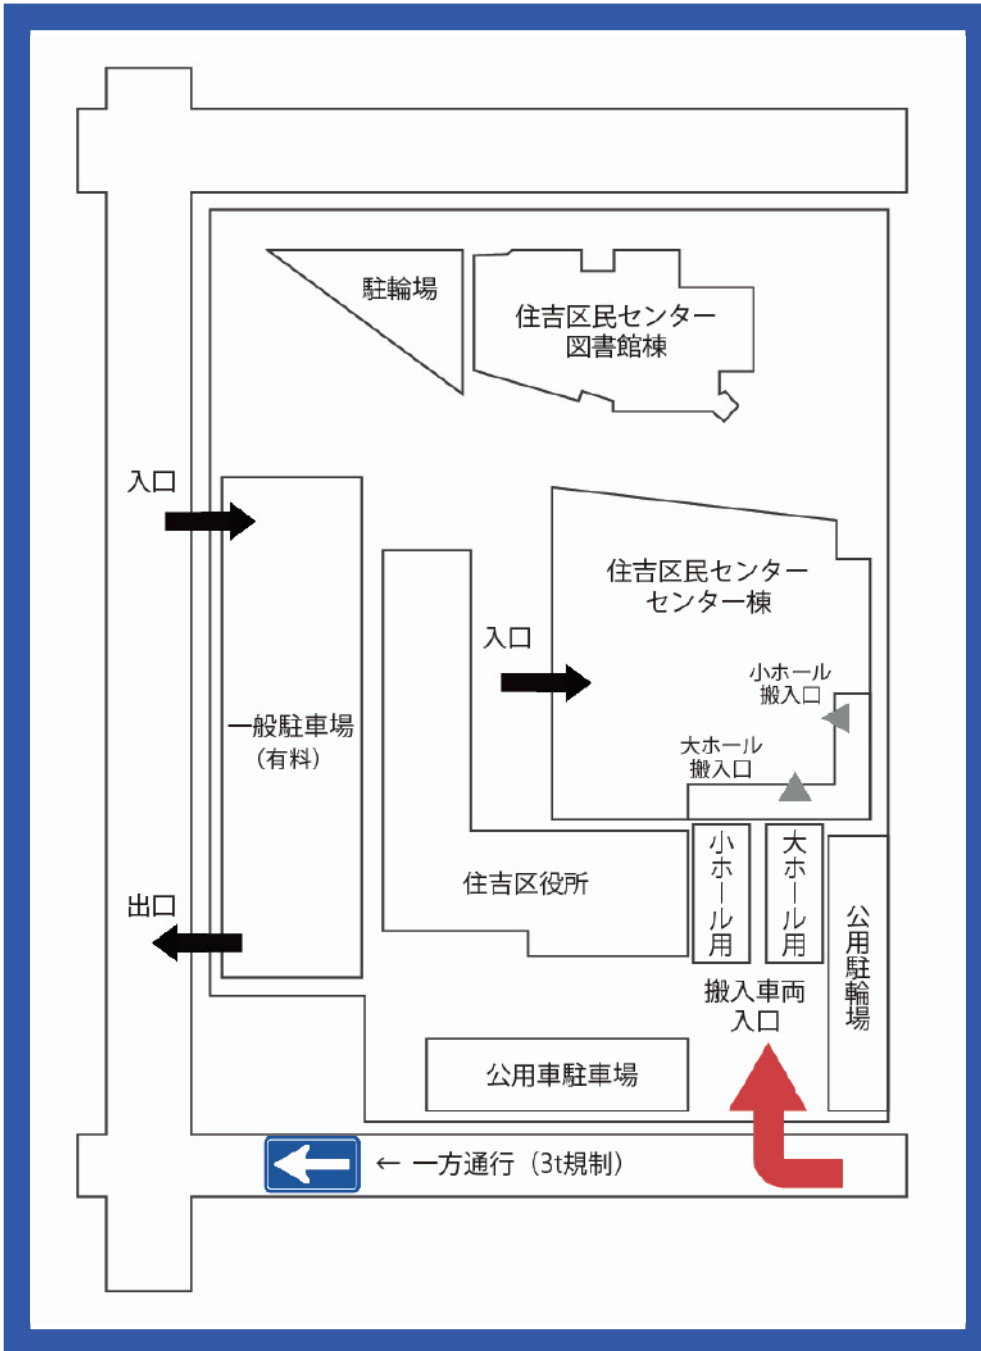 駐輪場
住吉区民センター
図書館棟
入口
住吉区民センター
センター棟
入口
小ホール
搬入口
一般駐車場
（有料）
大ホール
搬入口
小ホール用
大ホール用
住吉区役所
出口
公用駐輪場
搬入車両
入口
公用車駐車場
← 一方通行（3t規制）